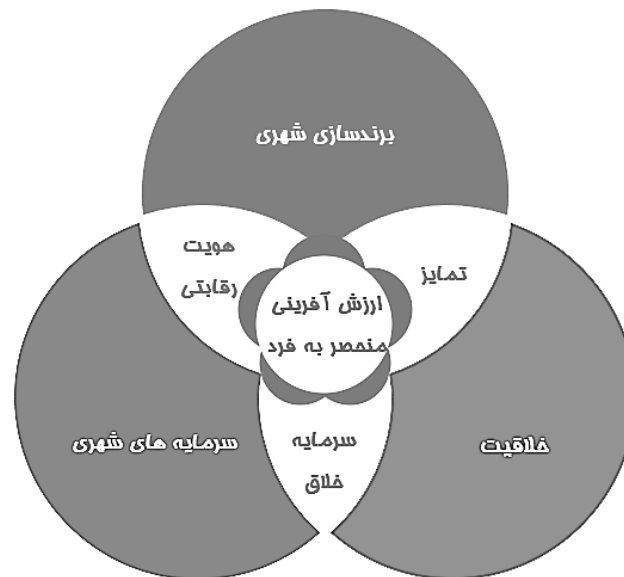 برندسازی شهری
هویت
رقابتی
تمایز
ارزش آفرینی
منحصر به فرد
سرمایه های شهری
سرمایه
خلاق
خلاقیت